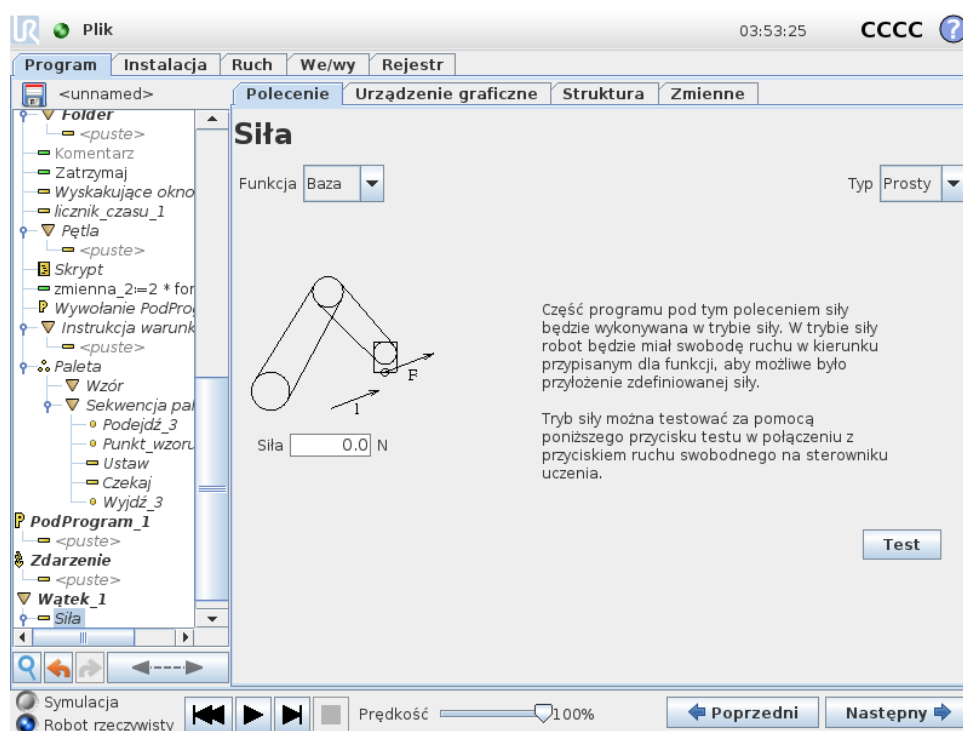 UR Plik 03:53:25 CCCC ?
Program Instalacja Ruch We/wy Rejestr
<unnamed> Polecenie Urządzenie graficzne Struktura Zmienne
Folder
<puste>
Komentarz
Zatrzymaj
Wyskakujące okno
licznik_czasu_1
Pętla
<puste>
Skrypt
zmienna_2:=2 * for
P Wywołanie PodPro
Instrukcja warunk
<puste>
Paleta
Wzór
Sekwencja pal
Podejdź_3
Punkt_wzoru
Ustaw
Czekaj
Wyjdź_3
P PodProgram_1
<puste>
Zdarzenie
<puste>
Wątek_1
Siła
Siła
Funkcja Baza Typ Prosty
F
1
Siła 0.0 N
Część programu pod tym poleceniem siły
będzie wykonywana w trybie siły. W trybie siły
robot będzie miał swobodę ruchu w kierunku
przypisanym dla funkcji, aby możliwe było
przyłożenie zdefiniowanej siły.
Tryb siły można testować za pomocą
poniższego przycisku testu w połączeniu z
przyciskiem ruchu swobodnego na sterowniku
uczenia.
Test
Symulacja
Robot rzeczywisty
Prędkość 100%
Poprzedni Następny